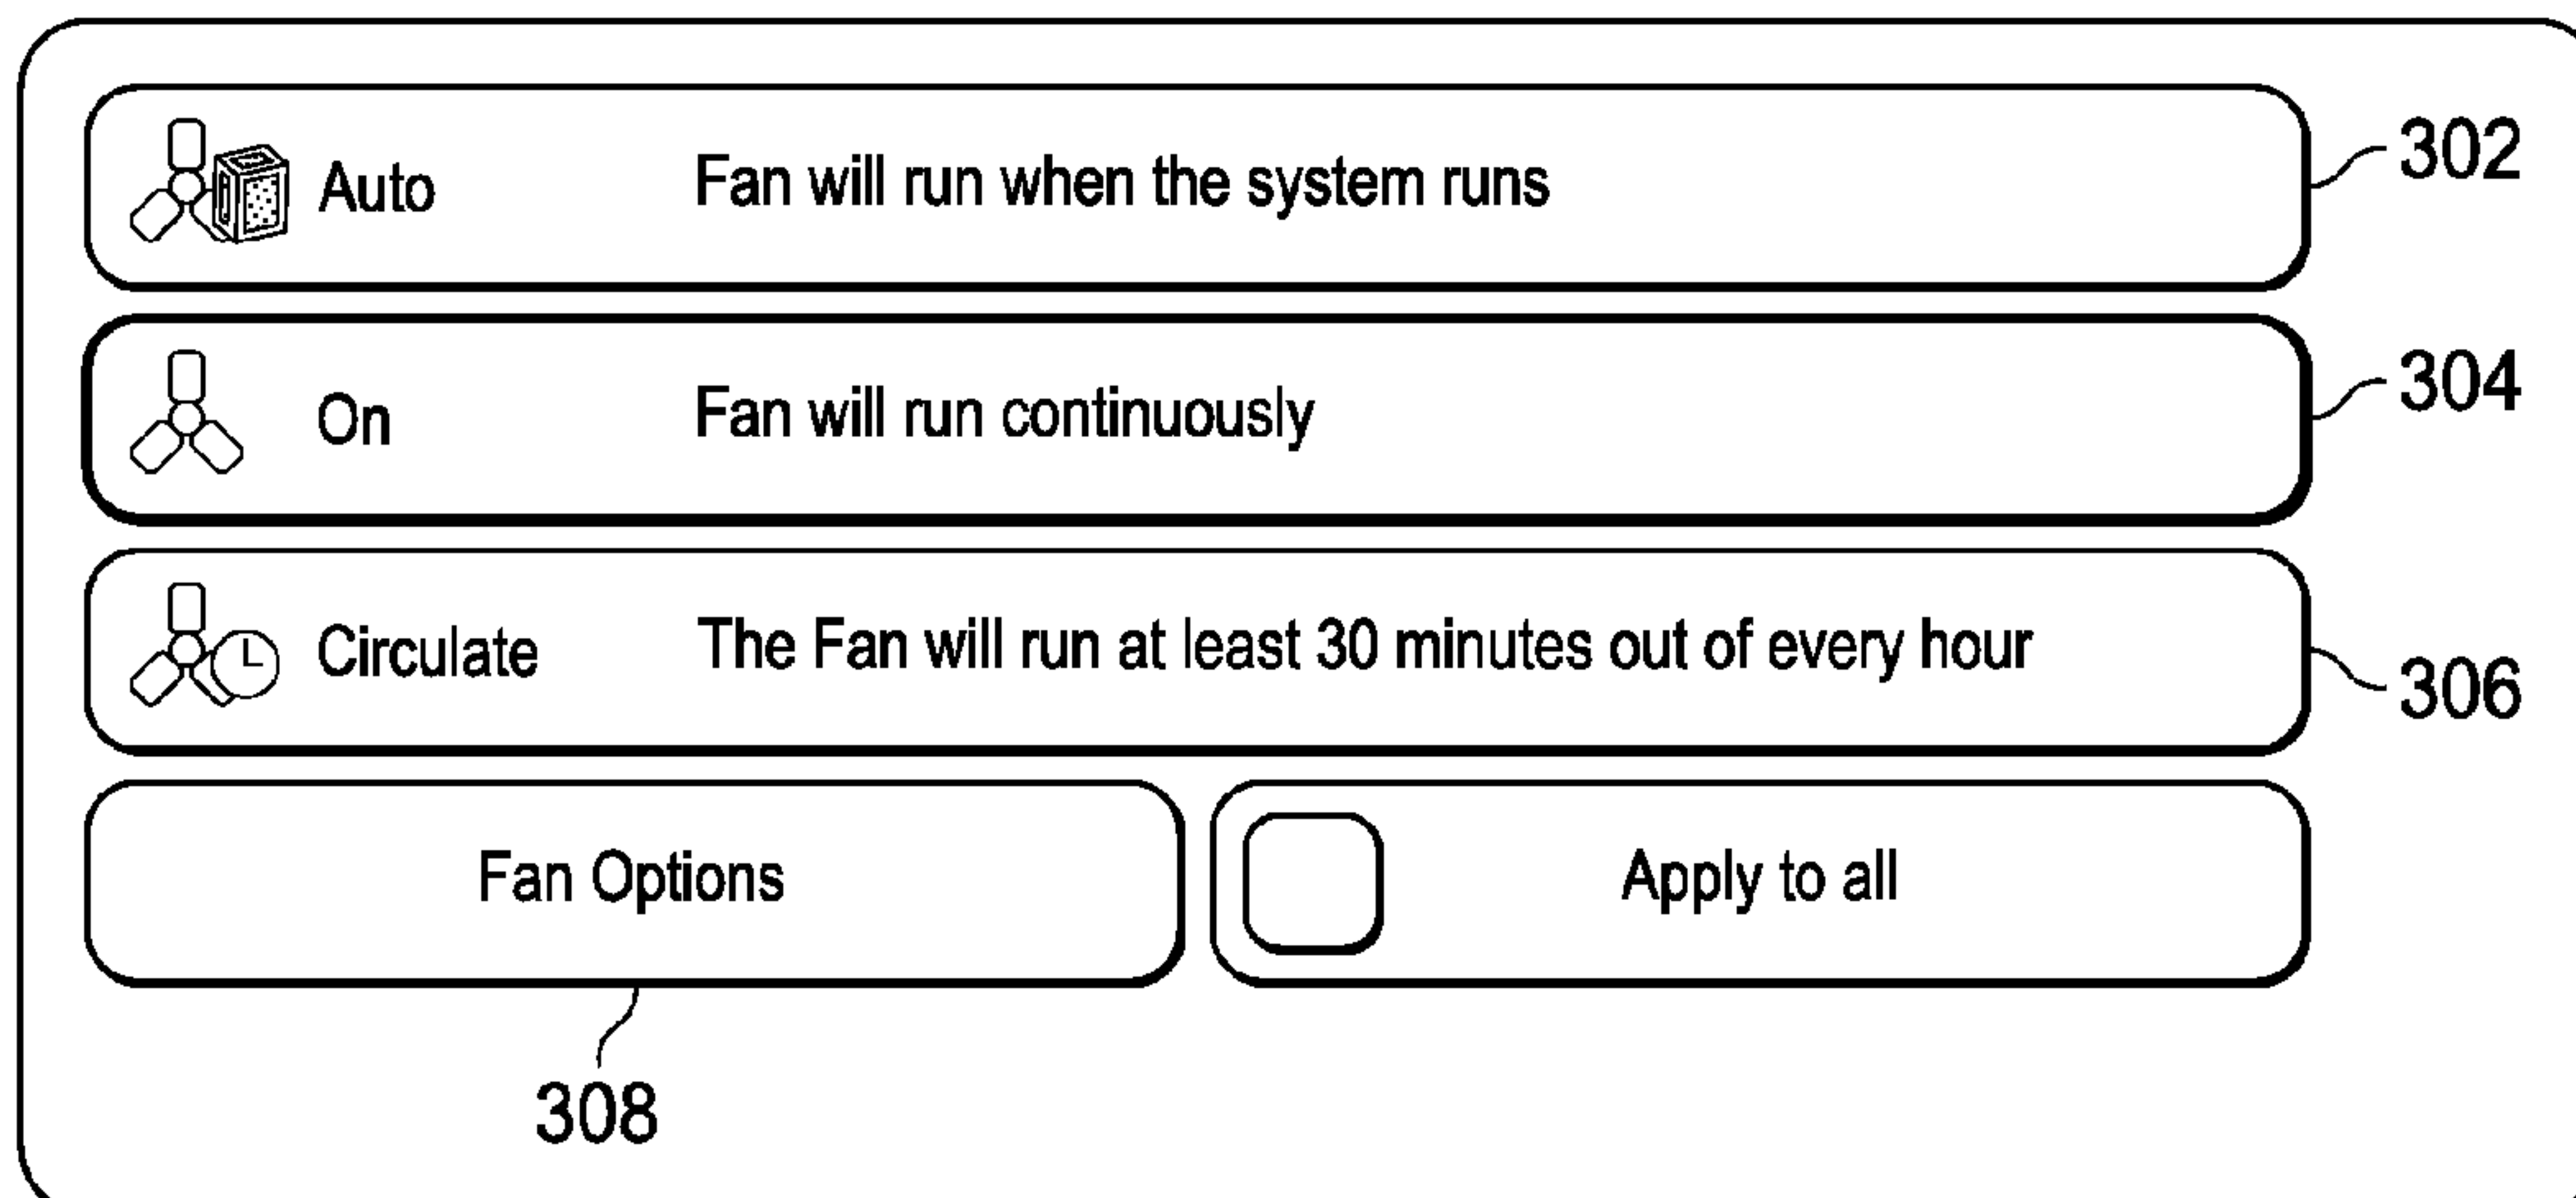 Auto Fan will run when the system runs 302
On Fan will run continuously 304
Circulate The Fan will run at least 30 minutes out of every hour 306
Fan Options Apply to all
308